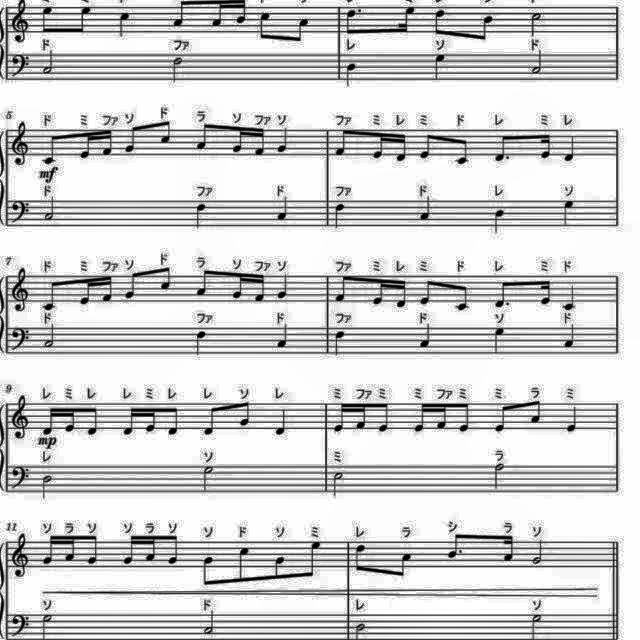 ド ファ レ ソ ド
5 ド ミ ファ ソ ド ラ ソ ファ ソ ファ ミ レ ミ ド レ ミ レ
mf
ド ファ ド ファ ド レ ソ
7 ド ミ ファ ソ ド ラ ソ ファ ソ ファ ミ レ ミ ド レ ミ ド
ド ファ ド ファ ド ソ ド
9 レ ミ レ レ ミ レ レ ソ レ ミ ファ ミ ミ ファ ミ ミ ラ ミ
mp
レ ソ ミ ラ
11 ソ ラ ソ ソ ラ ソ ソ ド ソ ミ レ ラ シ ラ ソ
ソ ド レ ソ